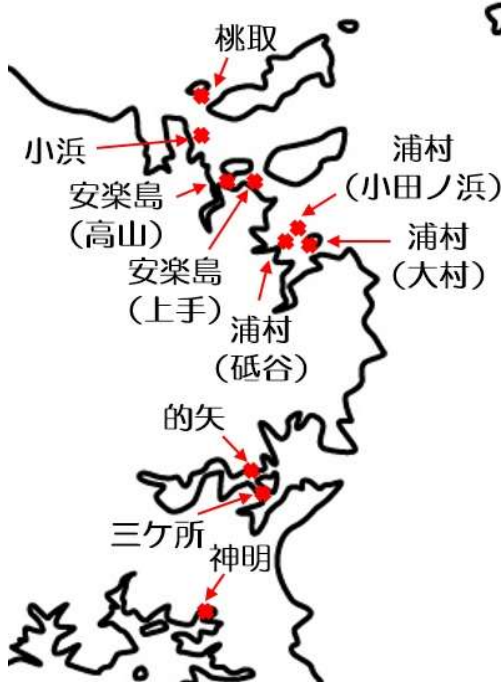 桃取
小浜
安楽島
（高山）
安楽島
（上手）
浦村
（小田ノ浜）
浦村
（大村）
浦村
（砥谷）
的矢
三ケ所
神明